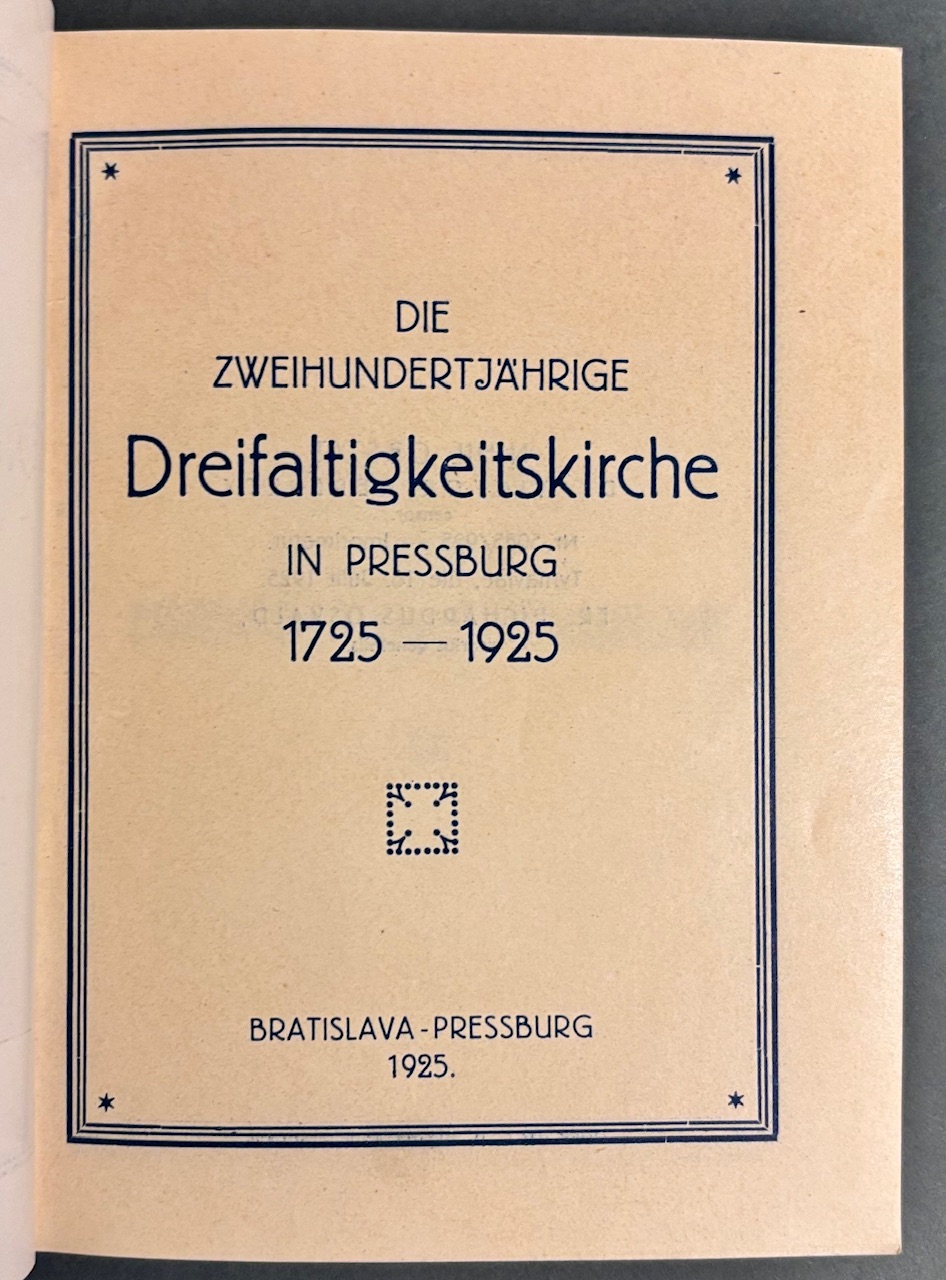 DIE
ZWEIHUNDERTJÄHRIGE
Dreifaltigkeitskirche
IN PRESSBURG
1725 — 1925
BRATISLAVA - PRESSBURG
1925.